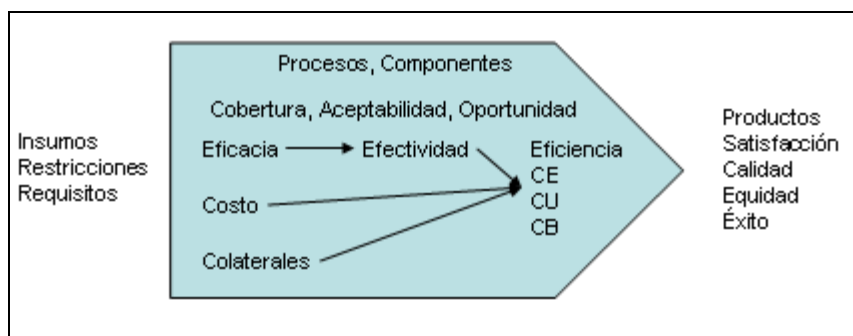 Procesos, Componentes
Cobertura, Aceptabilidad, Oportunidad
Insumos
Restricciones
Requisitos
Eficacia
Efectividad
Eficiencia
CE
CU
CB
Costo
Colaterales
Productos
Satisfacción
Calidad
Equidad
Éxito